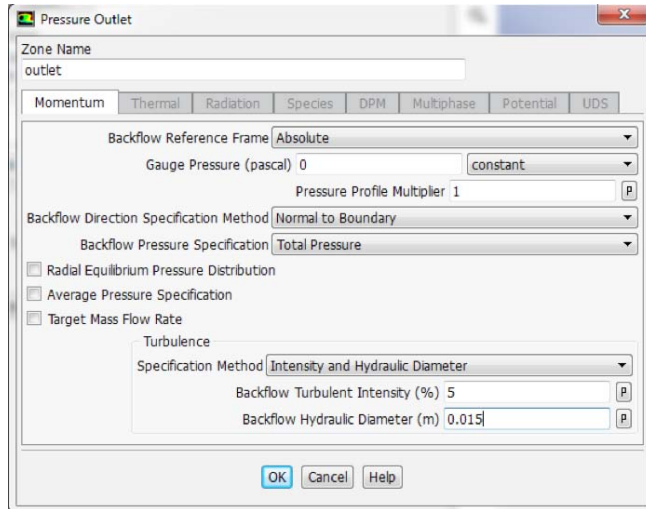 Pressure Outlet
Zone Name
outlet
Momentum Thermal Radiation Species DPM Multiphase Potential UDS
Backflow Reference Frame Absolute
Gauge Pressure (pascal) 0 constant
Pressure Profile Multiplier 1 P
Backflow Direction Specification Method Normal to Boundary
Backflow Pressure Specification Total Pressure
Radial Equilibrium Pressure Distribution
Average Pressure Specification
Target Mass Flow Rate
Turbulence
Specification Method Intensity and Hydraulic Diameter
Backflow Turbulent Intensity (%) 5 P
Backflow Hydraulic Diameter (m) 0.015 P
OK Cancel Help